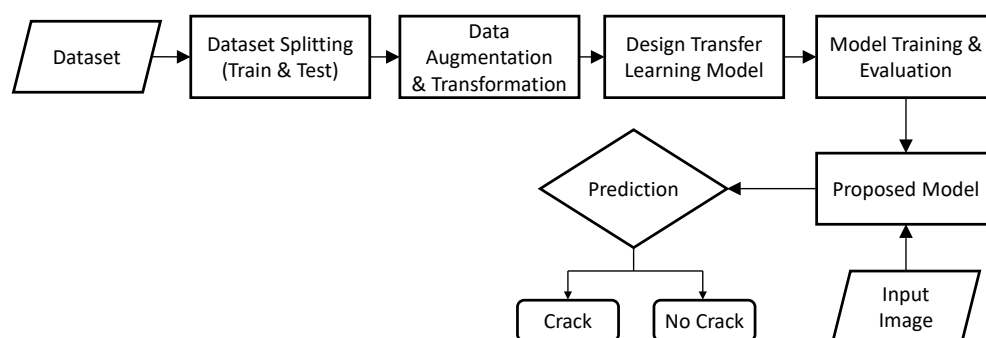 Dataset
Dataset Splitting
(Train & Test)
Data
Augmentation
& Transformation
Design Transfer
Learning Model
Model Training &
Evaluation
Prediction
Proposed Model
Crack
No Crack
Input
Image